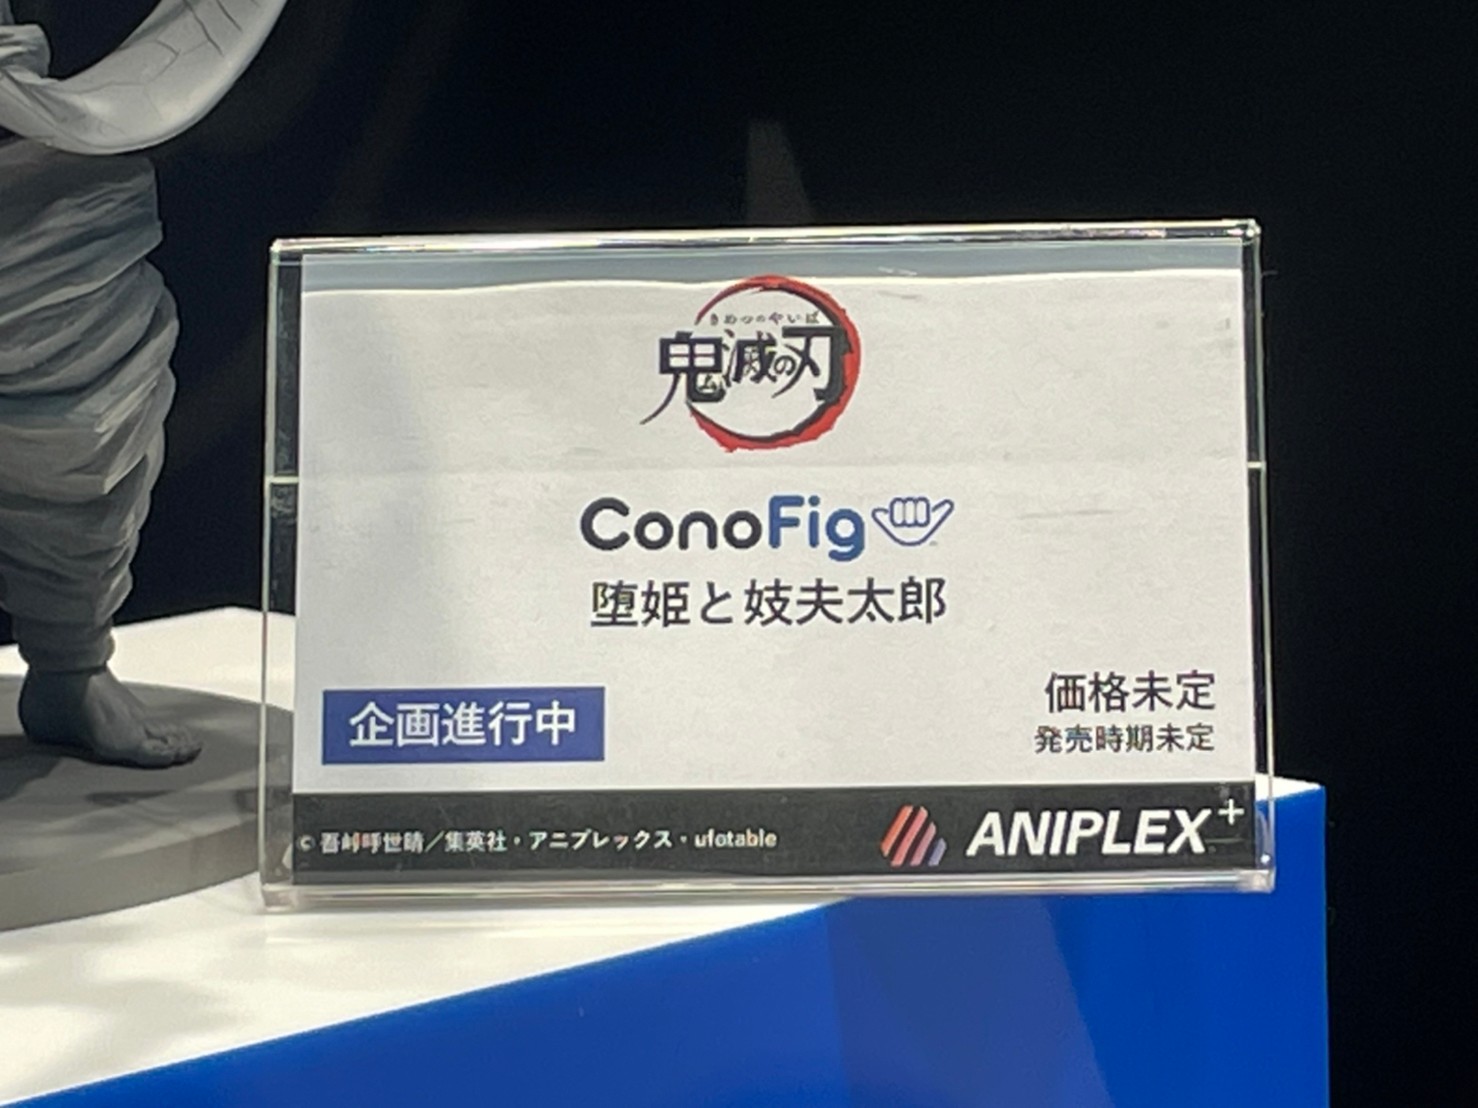 きめつのやいば
鬼滅の刃
ConoFig
堕姫と妓夫太郎
企画進行中
価格未定
発売時期未定
© 吾峠呼世晴／集英社・アニプレックス・ufotable
ANIPLEX+